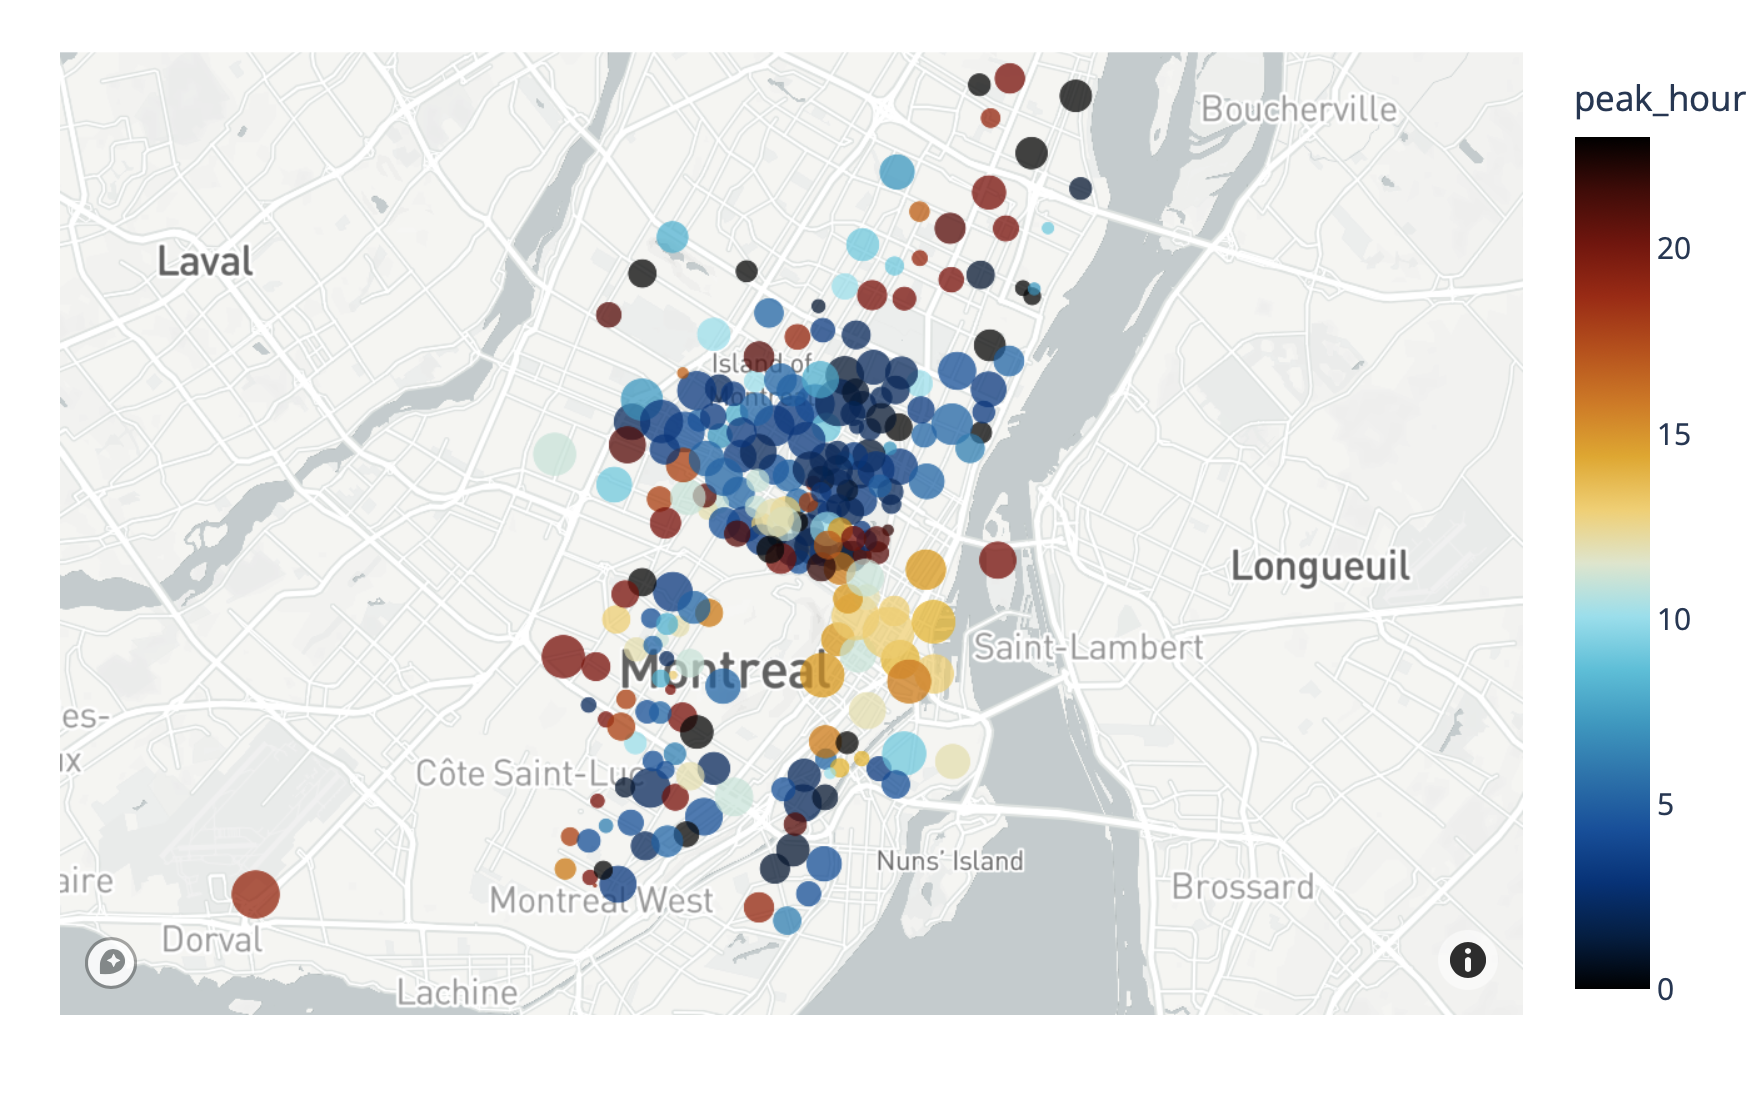 peak_hour
Boucherville
Laval
20
Island of
Montreal
15
Longueuil
10
Saint-Lambert
Montreal
es-
ux
Côte Saint-Luc
5
Nuns' Island
aire
Montreal West
Brossard
Dorval
Lachine
0